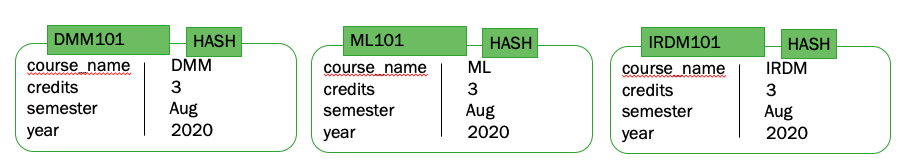 DMM101 HASH
course_name DMM
credits 3
semester Aug
year 2020
ML101 HASH
course_name ML
credits 3
semester Aug
year 2020
IRDM101 HASH
course_name IRDM
credits 3
semester Aug
year 2020